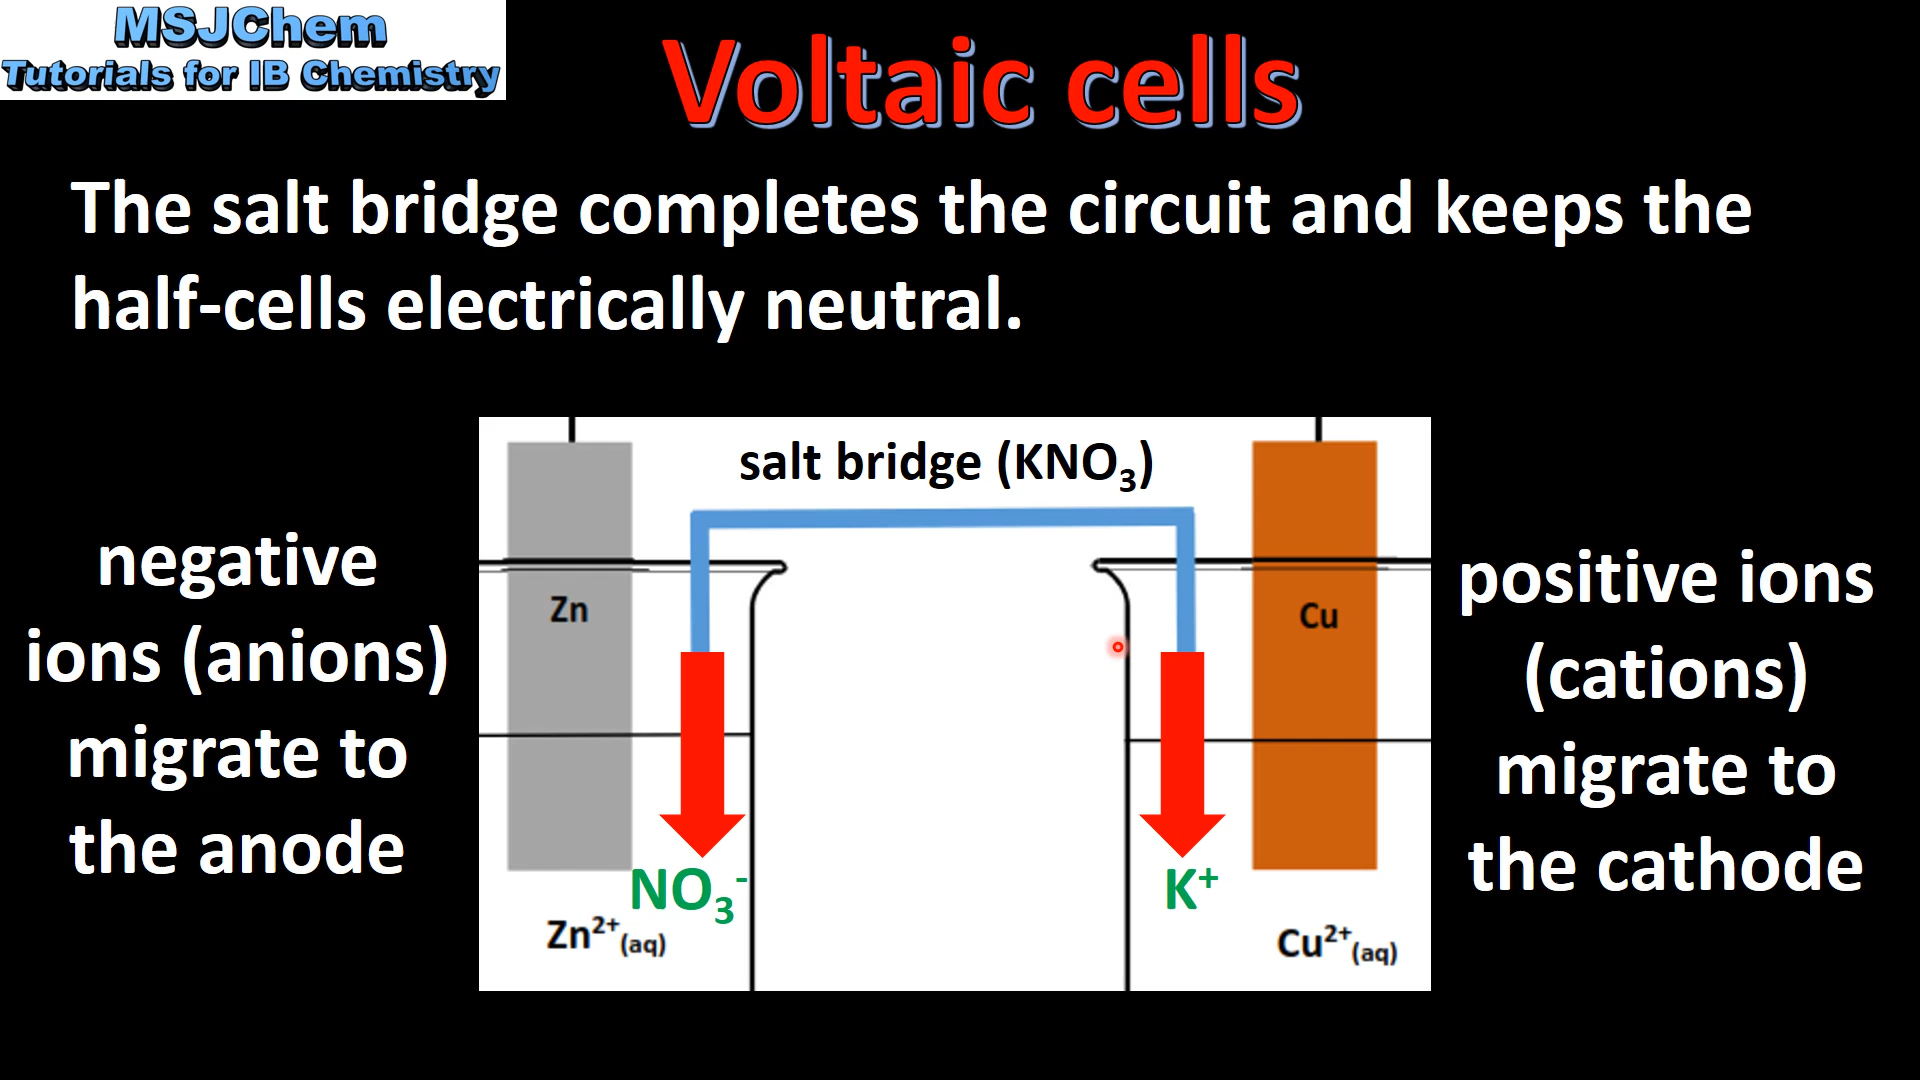 MSJChem
Tutorials for IB Chemistry
Voltaic cells
The salt bridge completes the circuit and keeps the
half-cells electrically neutral.
negative
ions (anions)
migrate to
the anode
salt bridge (KNO₃)
Zn
Cu
NO₃⁻
K⁺
Zn²⁺(aq)
Cu²⁺(aq)
positive ions
(cations)
migrate to
the cathode